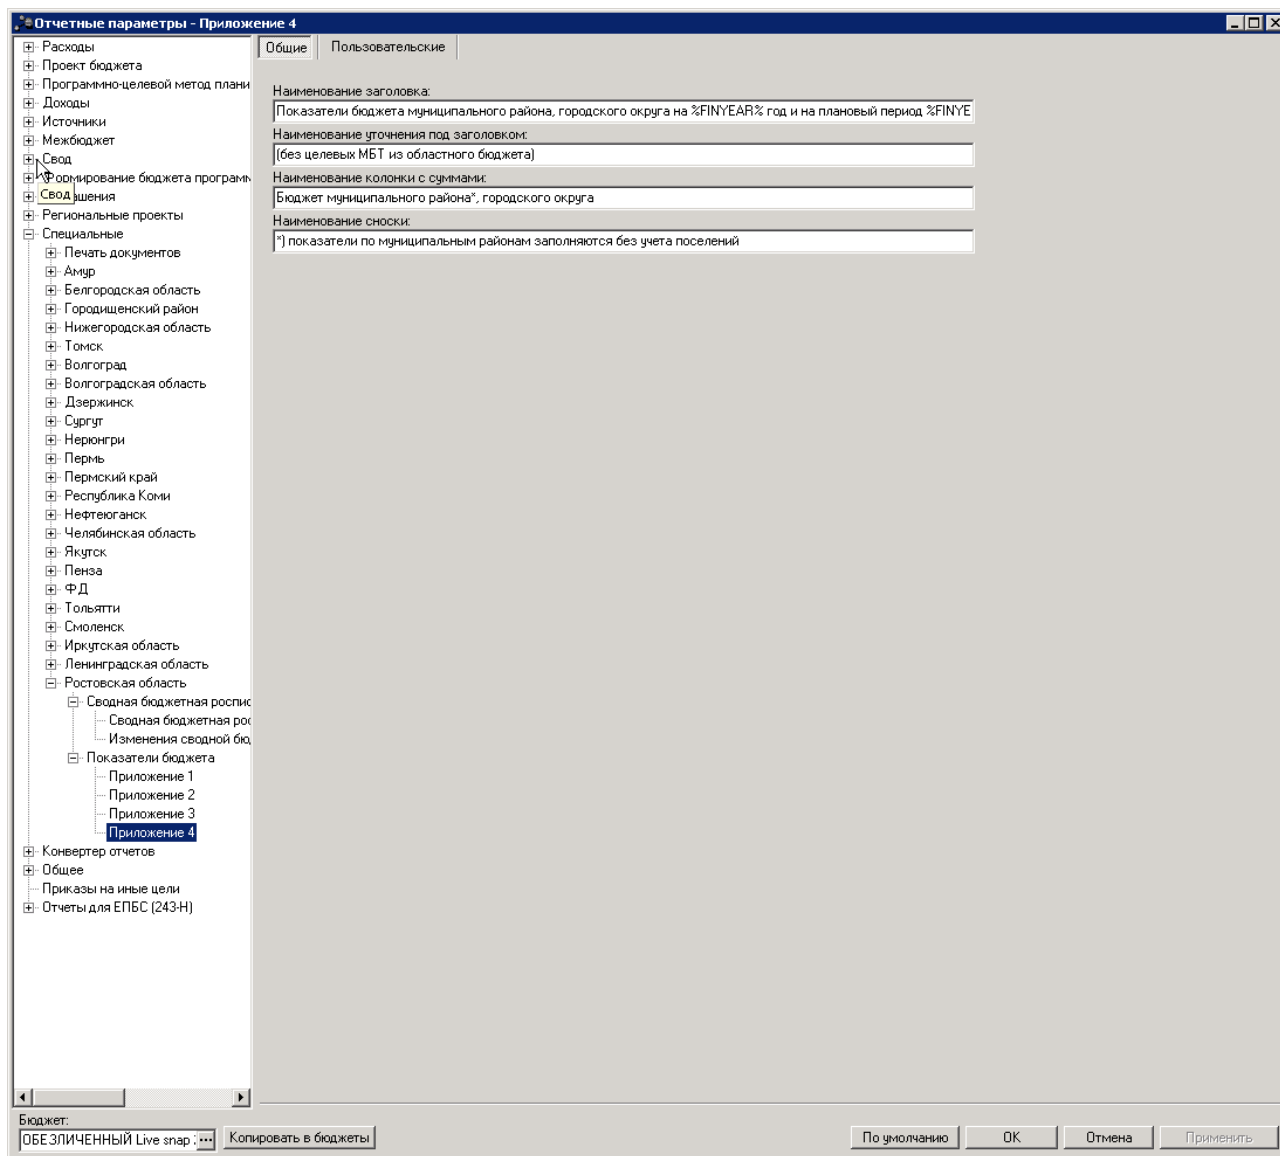 Отчетные параметры - Приложение 4
Расходы
Проект бюджета
Программно-целевой метод плани
Доходы
Источники
Межбюджет
Свод
Формирование бюджета программ
Свод
ашения
Региональные проекты
Специальные
Печать документов
Амур
Белгородская область
Городищенский район
Нижегородская область
Томск
Волгоград
Волгоградская область
Дзержинск
Сургут
Нерюнгри
Пермь
Пермский край
Республика Коми
Нефтеюганск
Челябинская область
Якутск
Пенза
ФД
Тольятти
Смоленск
Иркутская область
Ленинградская область
Ростовская область
Сводная бюджетная роспис
Сводная бюджетная рос
Изменения сводной бю
Показатели бюджета
Приложение 1
Приложение 2
Приложение 3
Приложение 4
Конвертер отчетов
Общее
Приказы на иные цели
Отчеты для ЕПБС (243-Н)
Общие Пользовательские
Наименование заголовка:
Показатели бюджета муниципального района, городского округа на %FINYEAR% год и на плановый период %FINYE
Наименование уточнения под заголовком:
(без целевых МБТ из областного бюджета)
Наименование колонки с суммами:
Бюджет муниципального района*, городского округа
Наименование сноски:
*) показатели по муниципальным районам заполняются без учета поселений
Бюджет:
ОБЕЗЛИЧЕННЫЙ Live snap ... Копировать в бюджеты По умолчанию ОК Отмена Применить